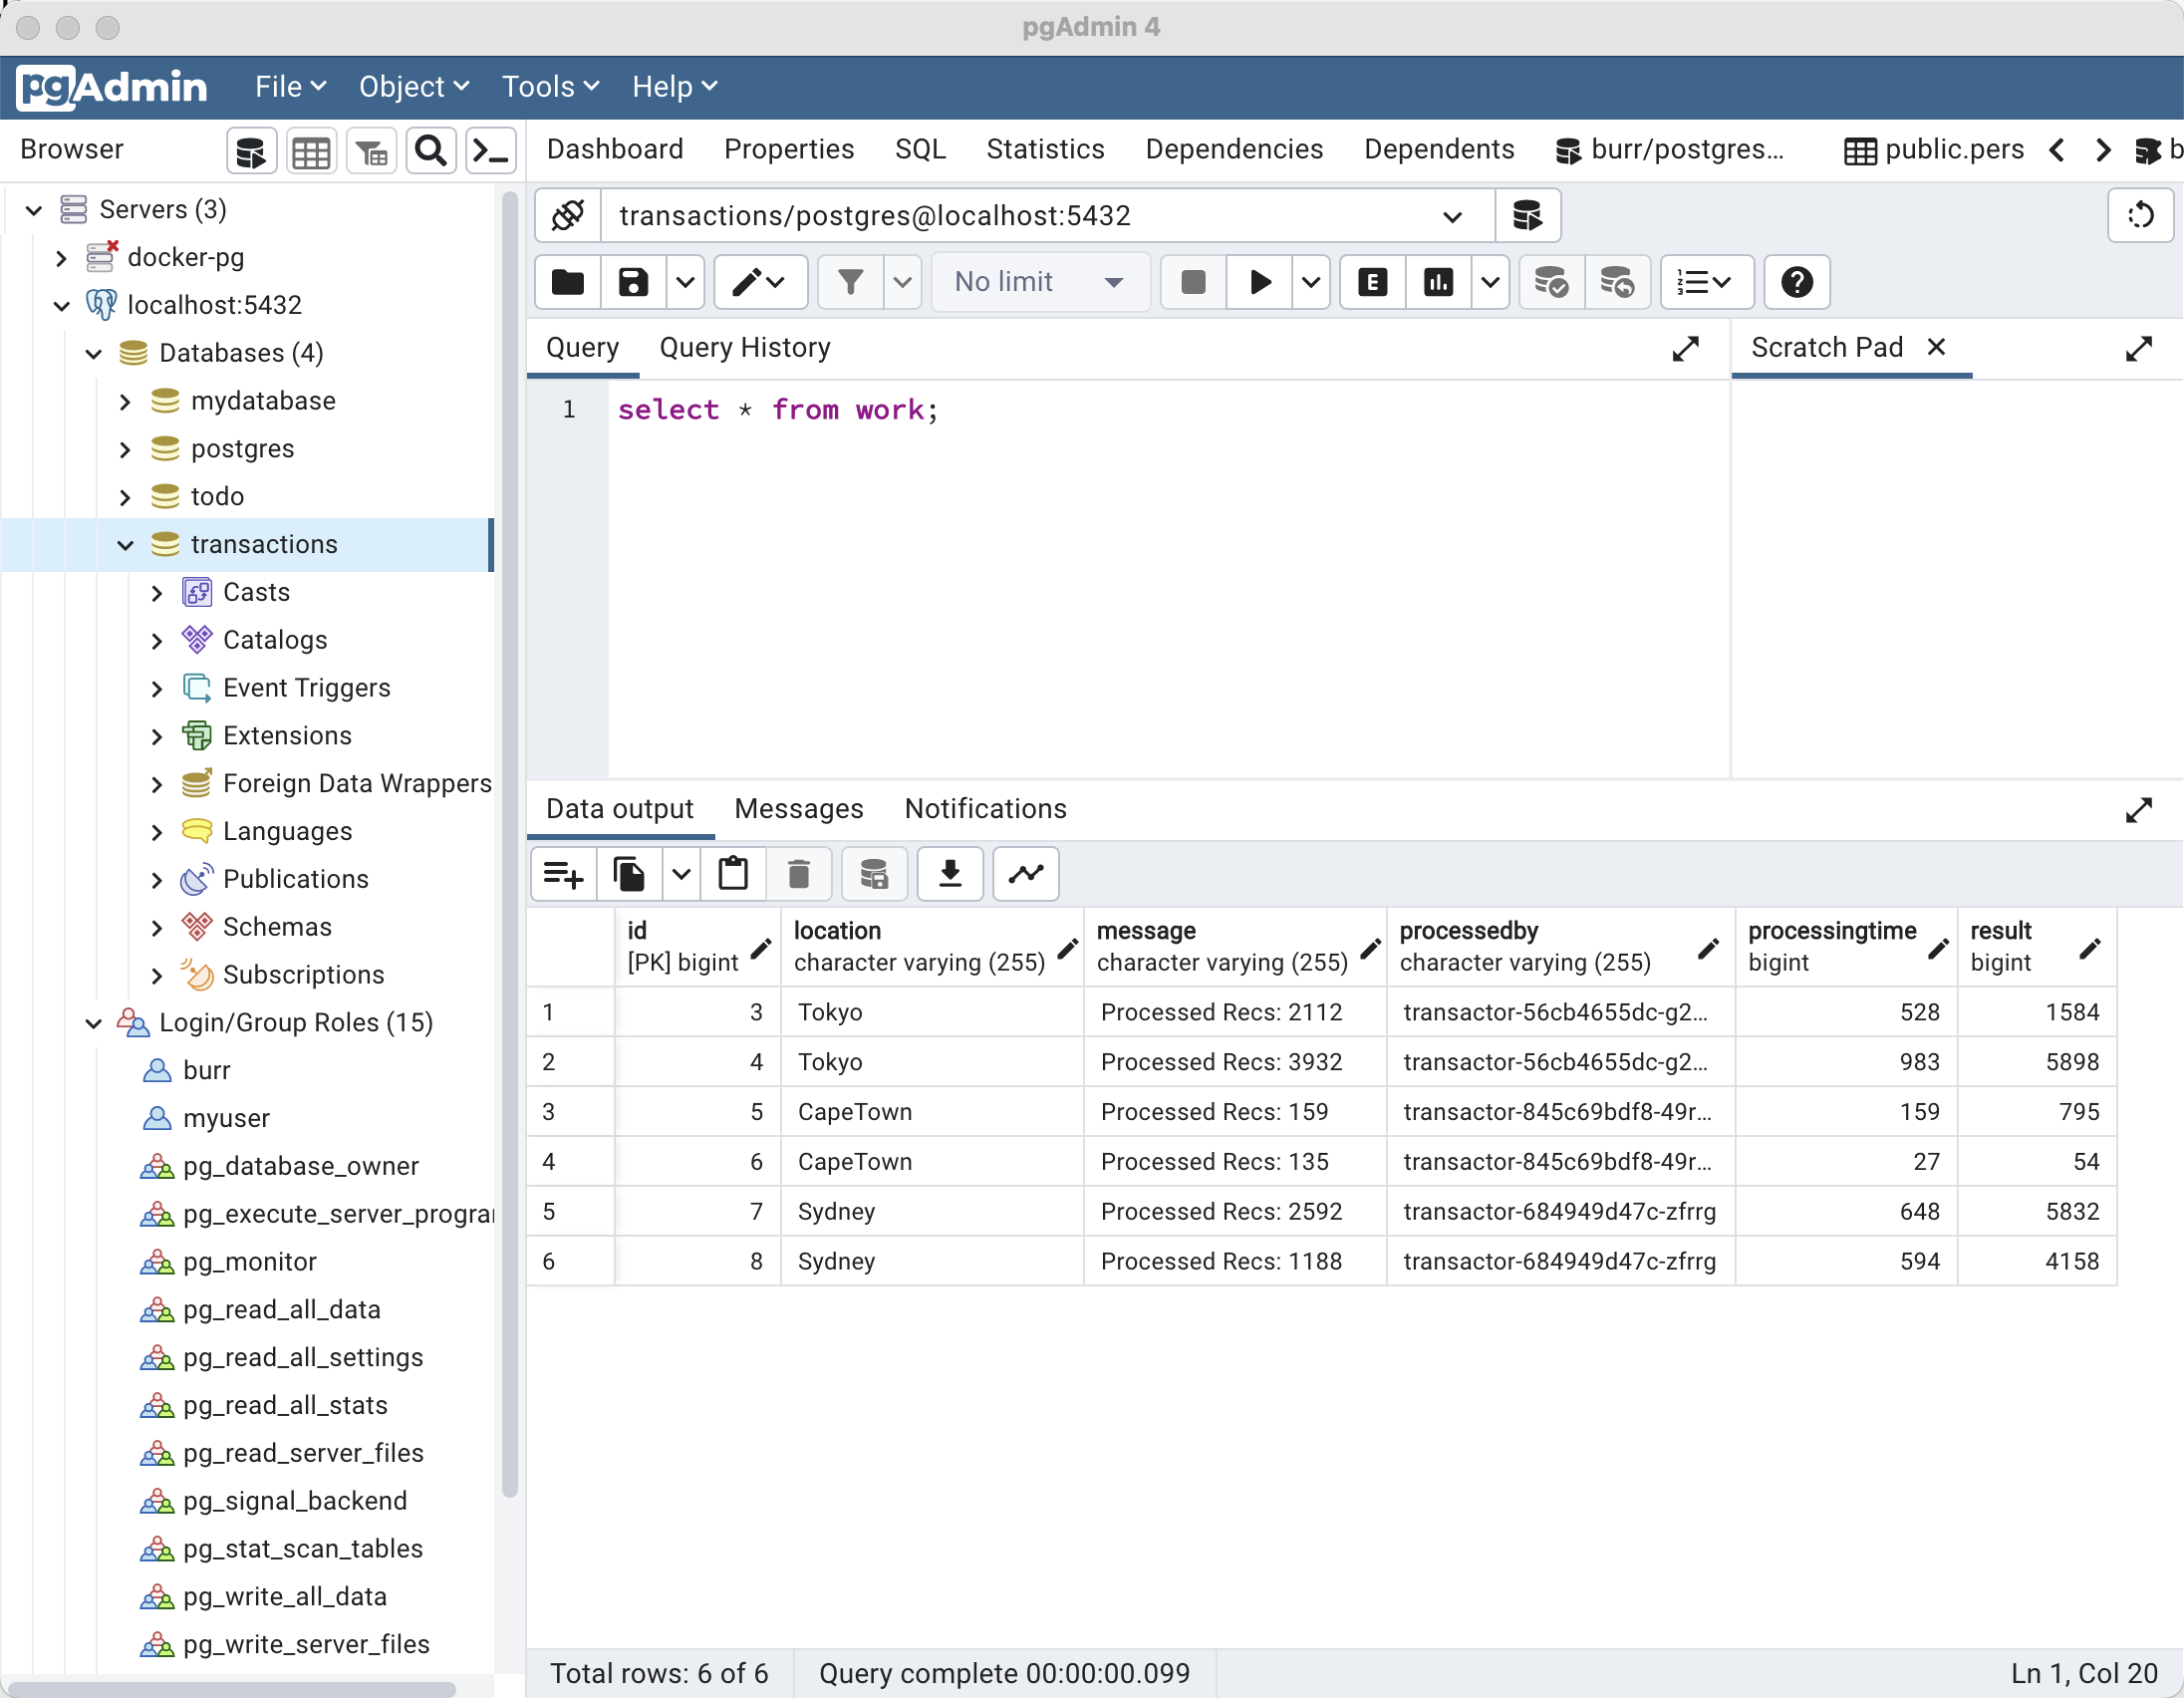 pgAdmin 4
pgAdmin File Object Tools Help
Browser
Dashboard Properties SQL Statistics Dependencies Dependents burr/postgres... public.pers b
Servers (3)
docker-pg
localhost:5432
Databases (4)
mydatabase
postgres
todo
transactions
Casts
Catalogs
Event Triggers
Extensions
Foreign Data Wrappers
Languages
Publications
Schemas
Subscriptions
Login/Group Roles (15)
burr
myuser
pg_database_owner
pg_execute_server_progra
pg_monitor
pg_read_all_data
pg_read_all_settings
pg_read_all_stats
pg_read_server_files
pg_signal_backend
pg_stat_scan_tables
pg_write_all_data
pg_write_server_files
transactions/postgres@localhost:5432
No limit E
Query Query History
Scratch Pad
1 select * from work;
Data output Messages Notifications
id location message processedby processingtime result
[PK] bigint character varying (255) character varying (255) character varying (255) bigint bigint
1 3 Tokyo Processed Recs: 2112 transactor-56cb4655dc-g2... 528 1584
2 4 Tokyo Processed Recs: 3932 transactor-56cb4655dc-g2... 983 5898
3 5 CapeTown Processed Recs: 159 transactor-845c69bdf8-49r... 159 795
4 6 CapeTown Processed Recs: 135 transactor-845c69bdf8-49r... 27 54
5 7 Sydney Processed Recs: 2592 transactor-684949d47c-zfrrg 648 5832
6 8 Sydney Processed Recs: 1188 transactor-684949d47c-zfrrg 594 4158
Total rows: 6 of 6 Query complete 00:00:00.099 Ln 1, Col 20